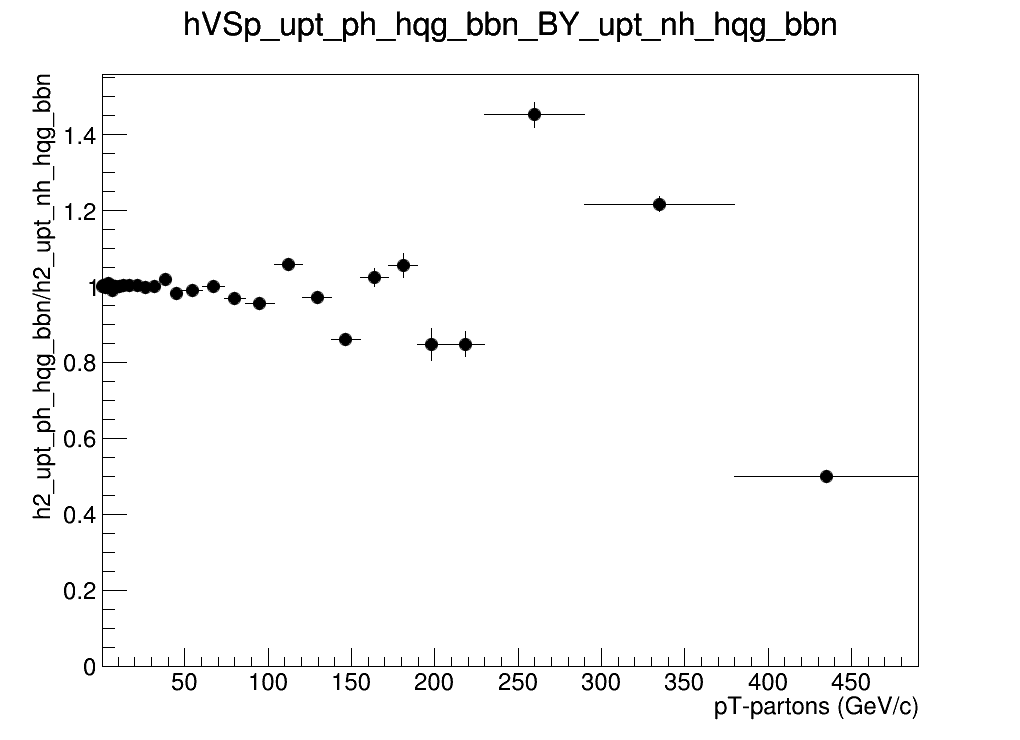 hVSp_upt_ph_hqg_bbn_BY_upt_nh_hqg_bbn
h2_upt_ph_hqg_bbn/h2_upt_nh_hqg_bbn
1.4
1.2
1
0.8
0.6
0.4
0.2
0
50 100 150 200 250 300 350 400 450
pT-partons (GeV/c)